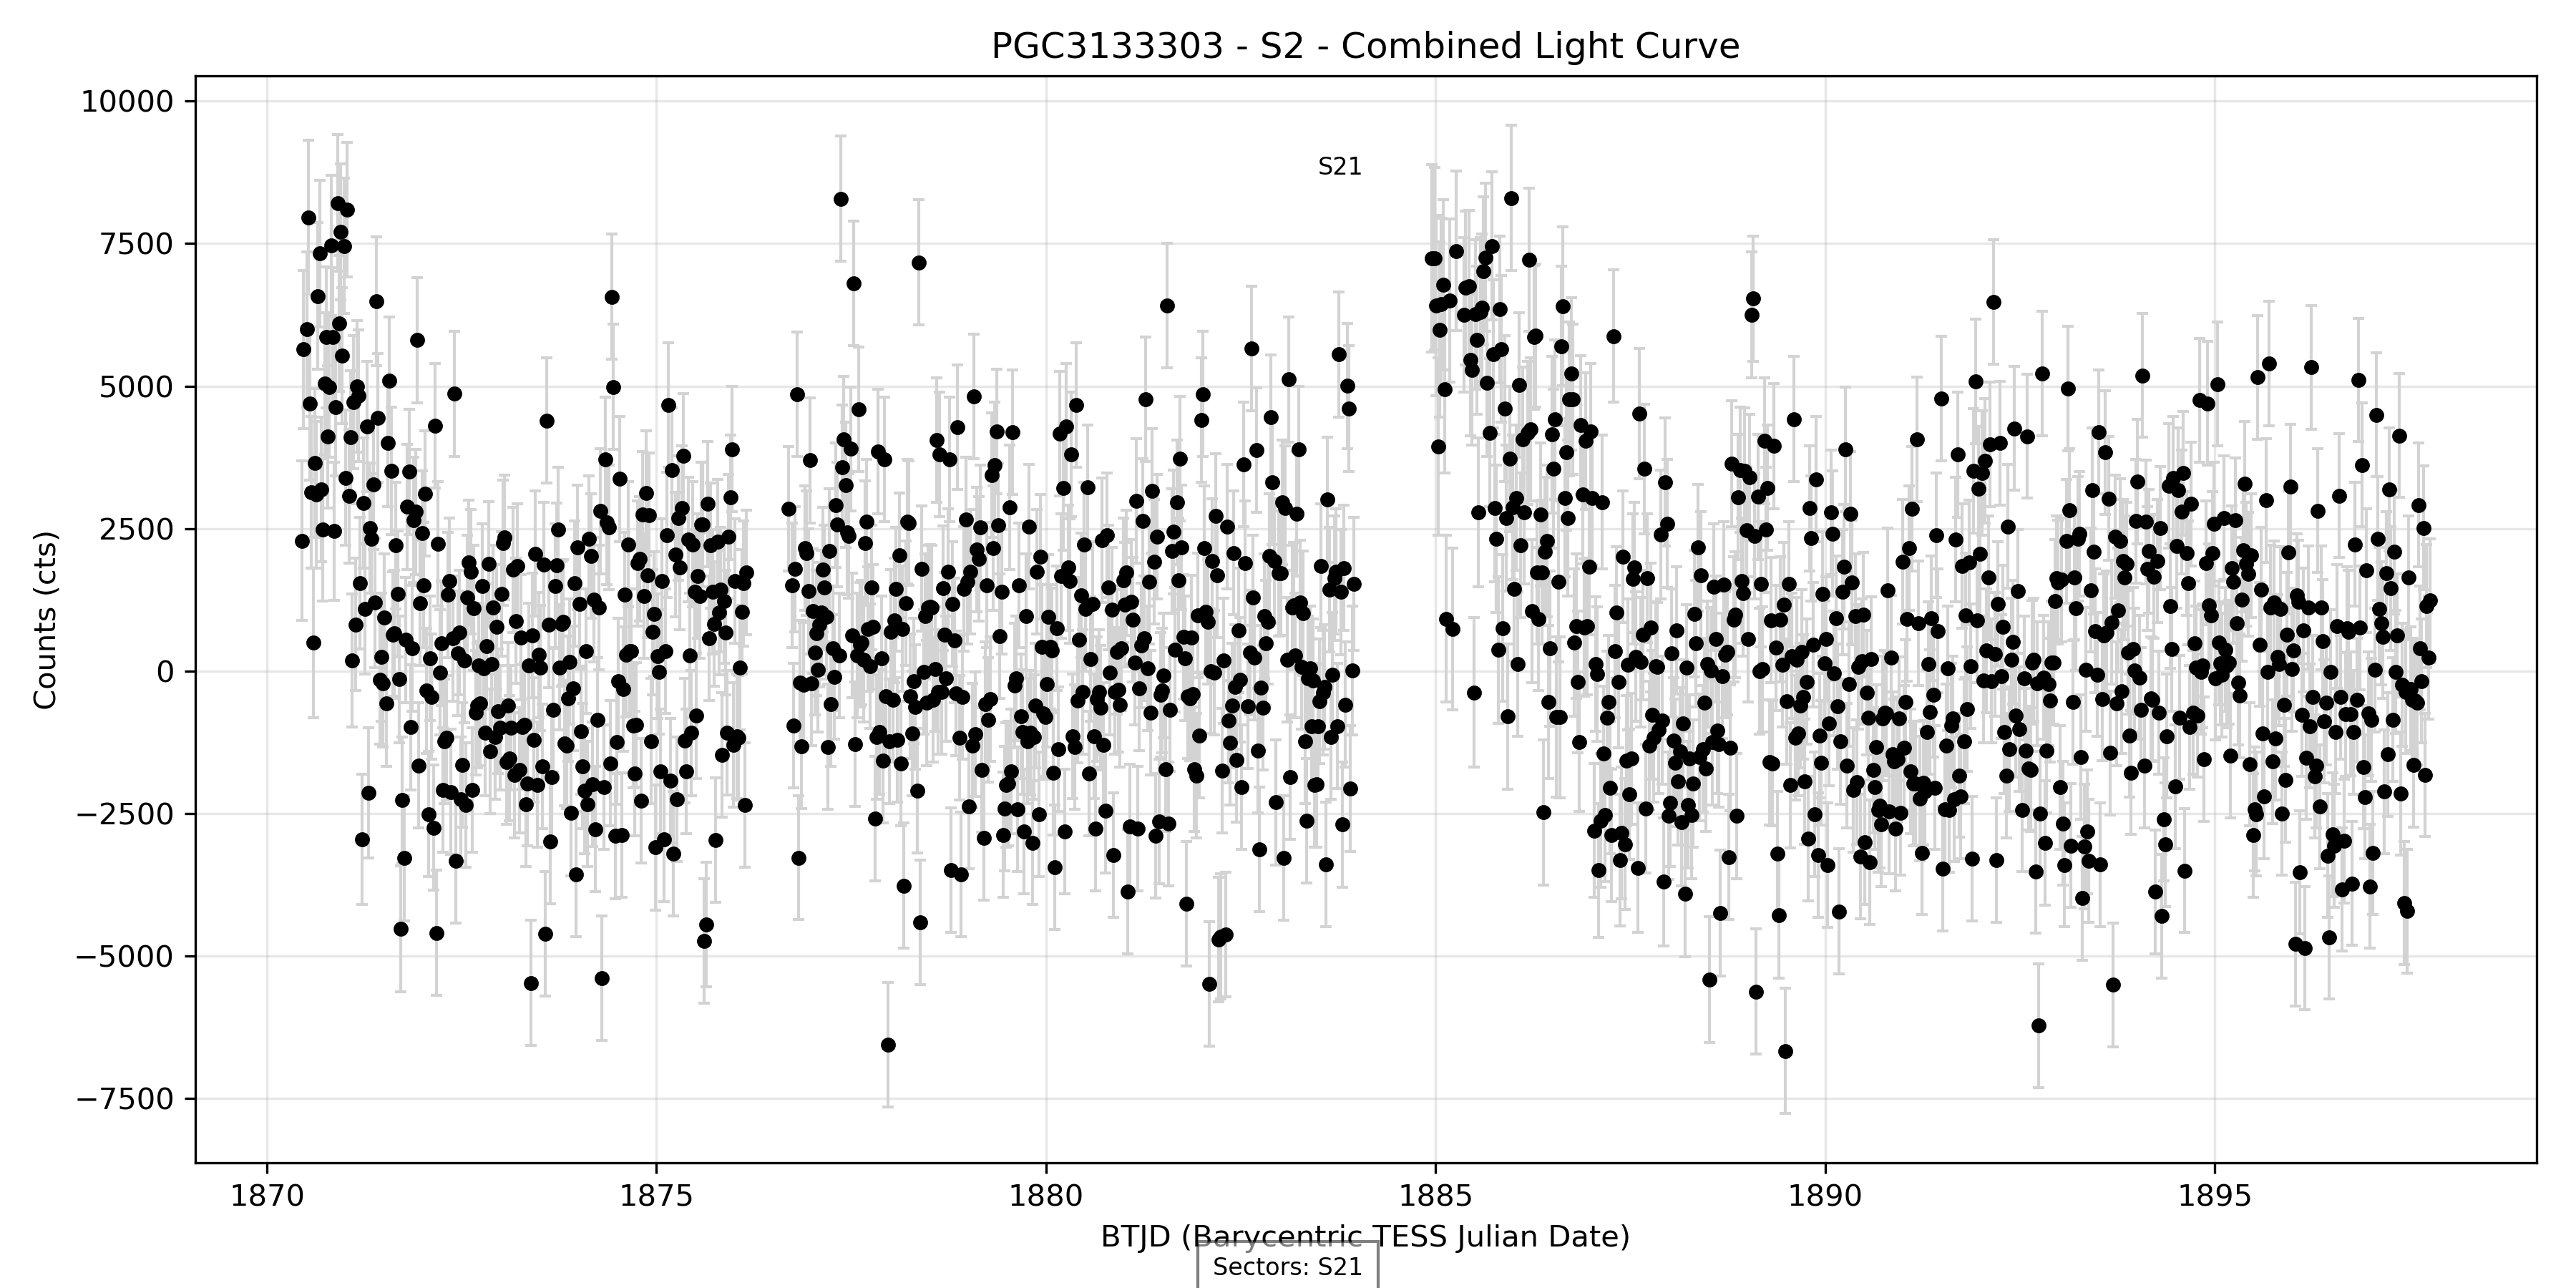 PGC3133303 - S2 - Combined Light Curve
10000
7500
5000
2500
0
−2500
−5000
−7500
Counts (cts)
S21
1870 1875 1880 1885 1890 1895
BTJD (Barycentric TESS Julian Date)
Sectors: S21